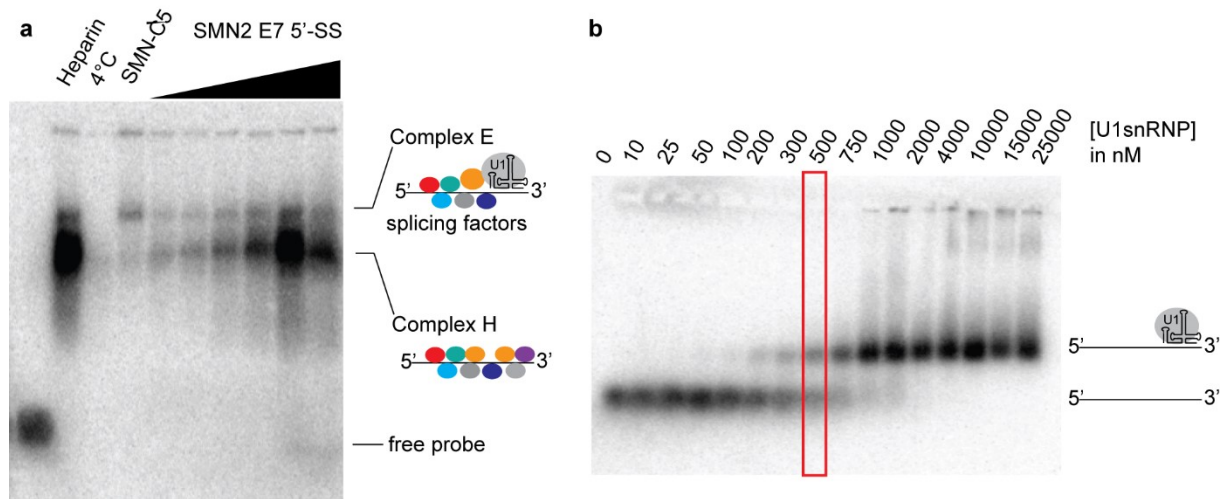 a
Heparin
4°C
SMN-C5
SMN2 E7 5'-SS
Complex E
U1
5' 3'
splicing factors
Complex H
5' 3'
free probe
b
0 10 25 50 100 200 300 500 750 1000 2000 4000 10000 15000 25000
[U1snRNP]
in nM
U1
5' 3'
5' 3'